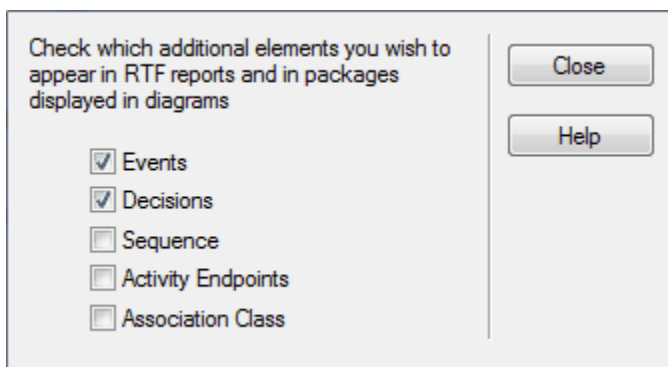 Check which additional elements you wish to
appear in RTF reports and in packages
displayed in diagrams
Close
Help
Events
Decisions
Sequence
Activity Endpoints
Association Class